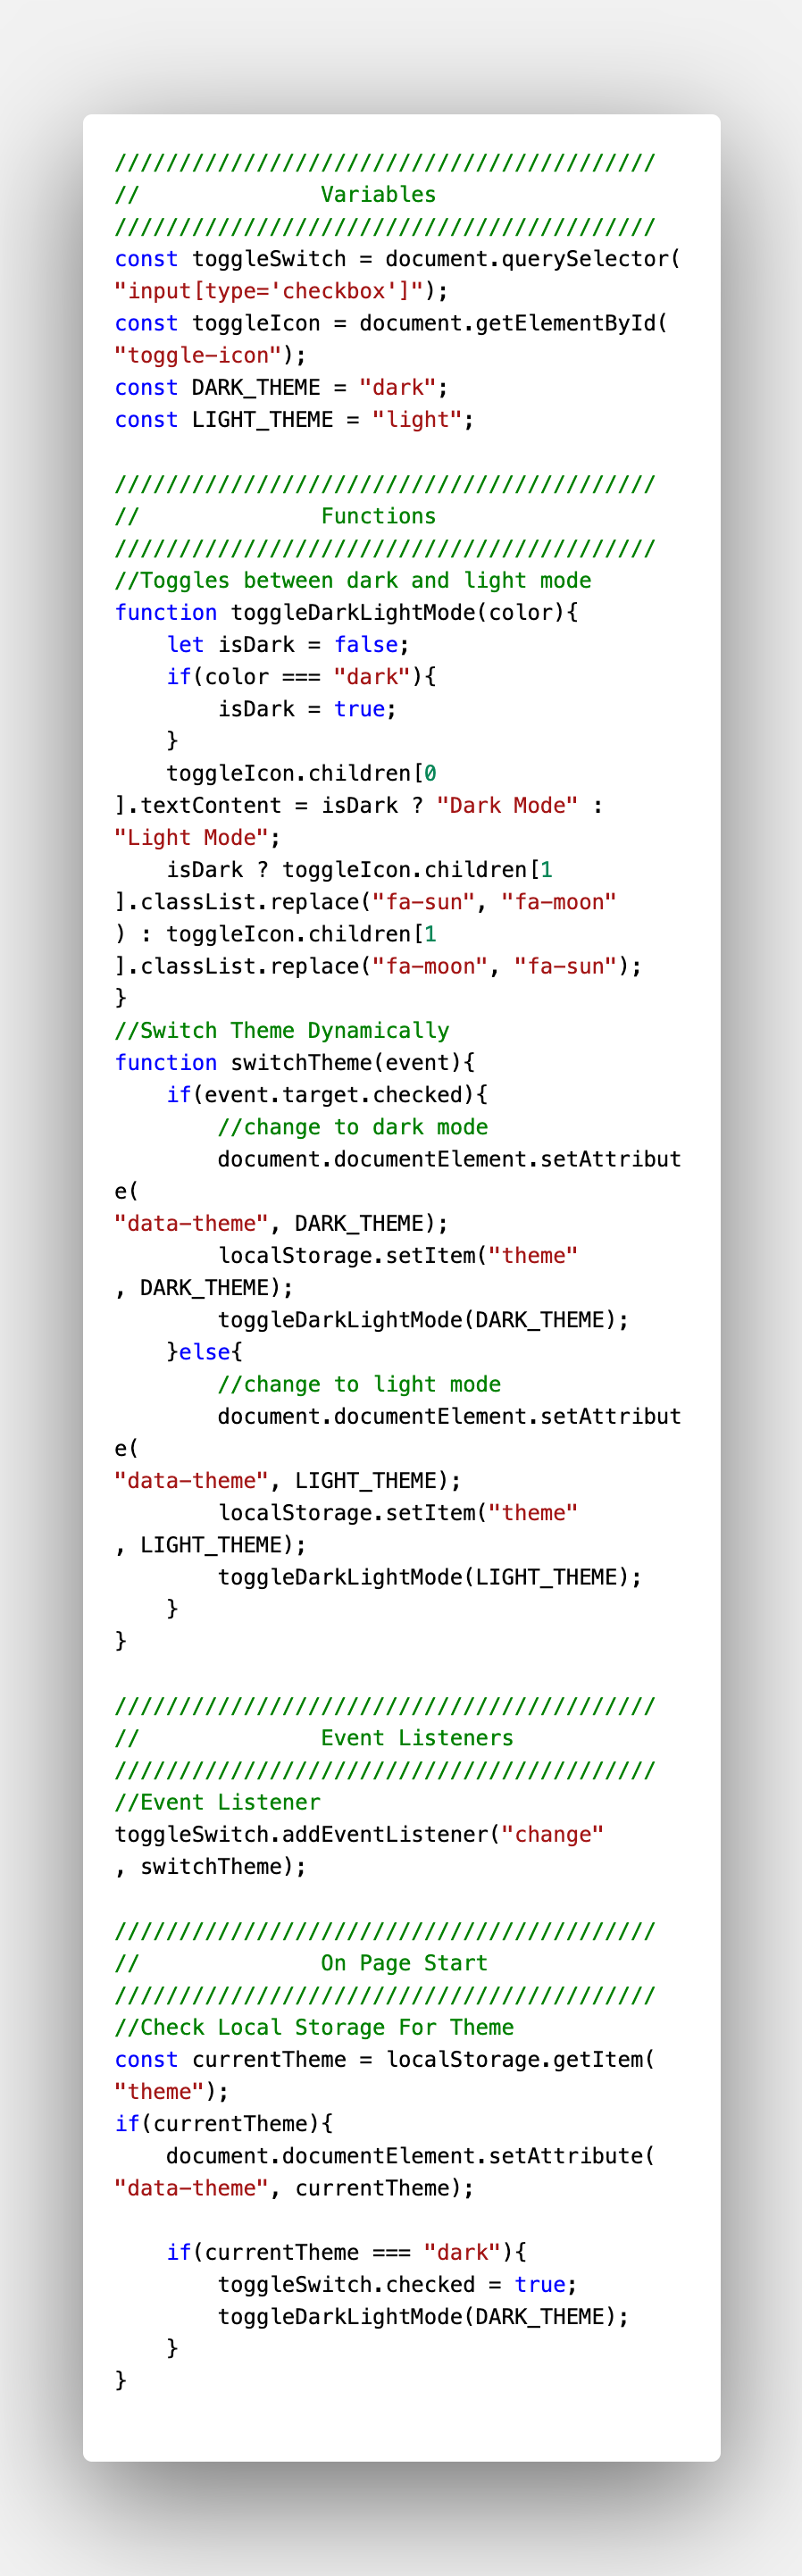 //////////////////////////////////////////
//              Variables
//////////////////////////////////////////
const toggleSwitch = document.querySelector(
"input[type='checkbox']");
const toggleIcon = document.getElementById(
"toggle-icon");
const DARK_THEME = "dark";
const LIGHT_THEME = "light";

//////////////////////////////////////////
//              Functions
//////////////////////////////////////////
//Toggles between dark and light mode
function toggleDarkLightMode(color){
    let isDark = false;
    if(color === "dark"){
        isDark = true;
    }
    toggleIcon.children[0
].textContent = isDark ? "Dark Mode" :
"Light Mode";
    isDark ? toggleIcon.children[1
].classList.replace("fa-sun", "fa-moon"
) : toggleIcon.children[1
].classList.replace("fa-moon", "fa-sun");
}
//Switch Theme Dynamically
function switchTheme(event){
    if(event.target.checked){
        //change to dark mode
        document.documentElement.setAttribut
e(
"data-theme", DARK_THEME);
        localStorage.setItem("theme"
, DARK_THEME);
        toggleDarkLightMode(DARK_THEME);
    }else{
        //change to light mode
        document.documentElement.setAttribut
e(
"data-theme", LIGHT_THEME);
        localStorage.setItem("theme"
, LIGHT_THEME);
        toggleDarkLightMode(LIGHT_THEME);
    }
}

//////////////////////////////////////////
//              Event Listeners
//////////////////////////////////////////
//Event Listener
toggleSwitch.addEventListener("change"
, switchTheme);

//////////////////////////////////////////
//              On Page Start
//////////////////////////////////////////
//Check Local Storage For Theme
const currentTheme = localStorage.getItem(
"theme");
if(currentTheme){
    document.documentElement.setAttribute(
"data-theme", currentTheme);

    if(currentTheme === "dark"){
        toggleSwitch.checked = true;
        toggleDarkLightMode(DARK_THEME);
    }
}